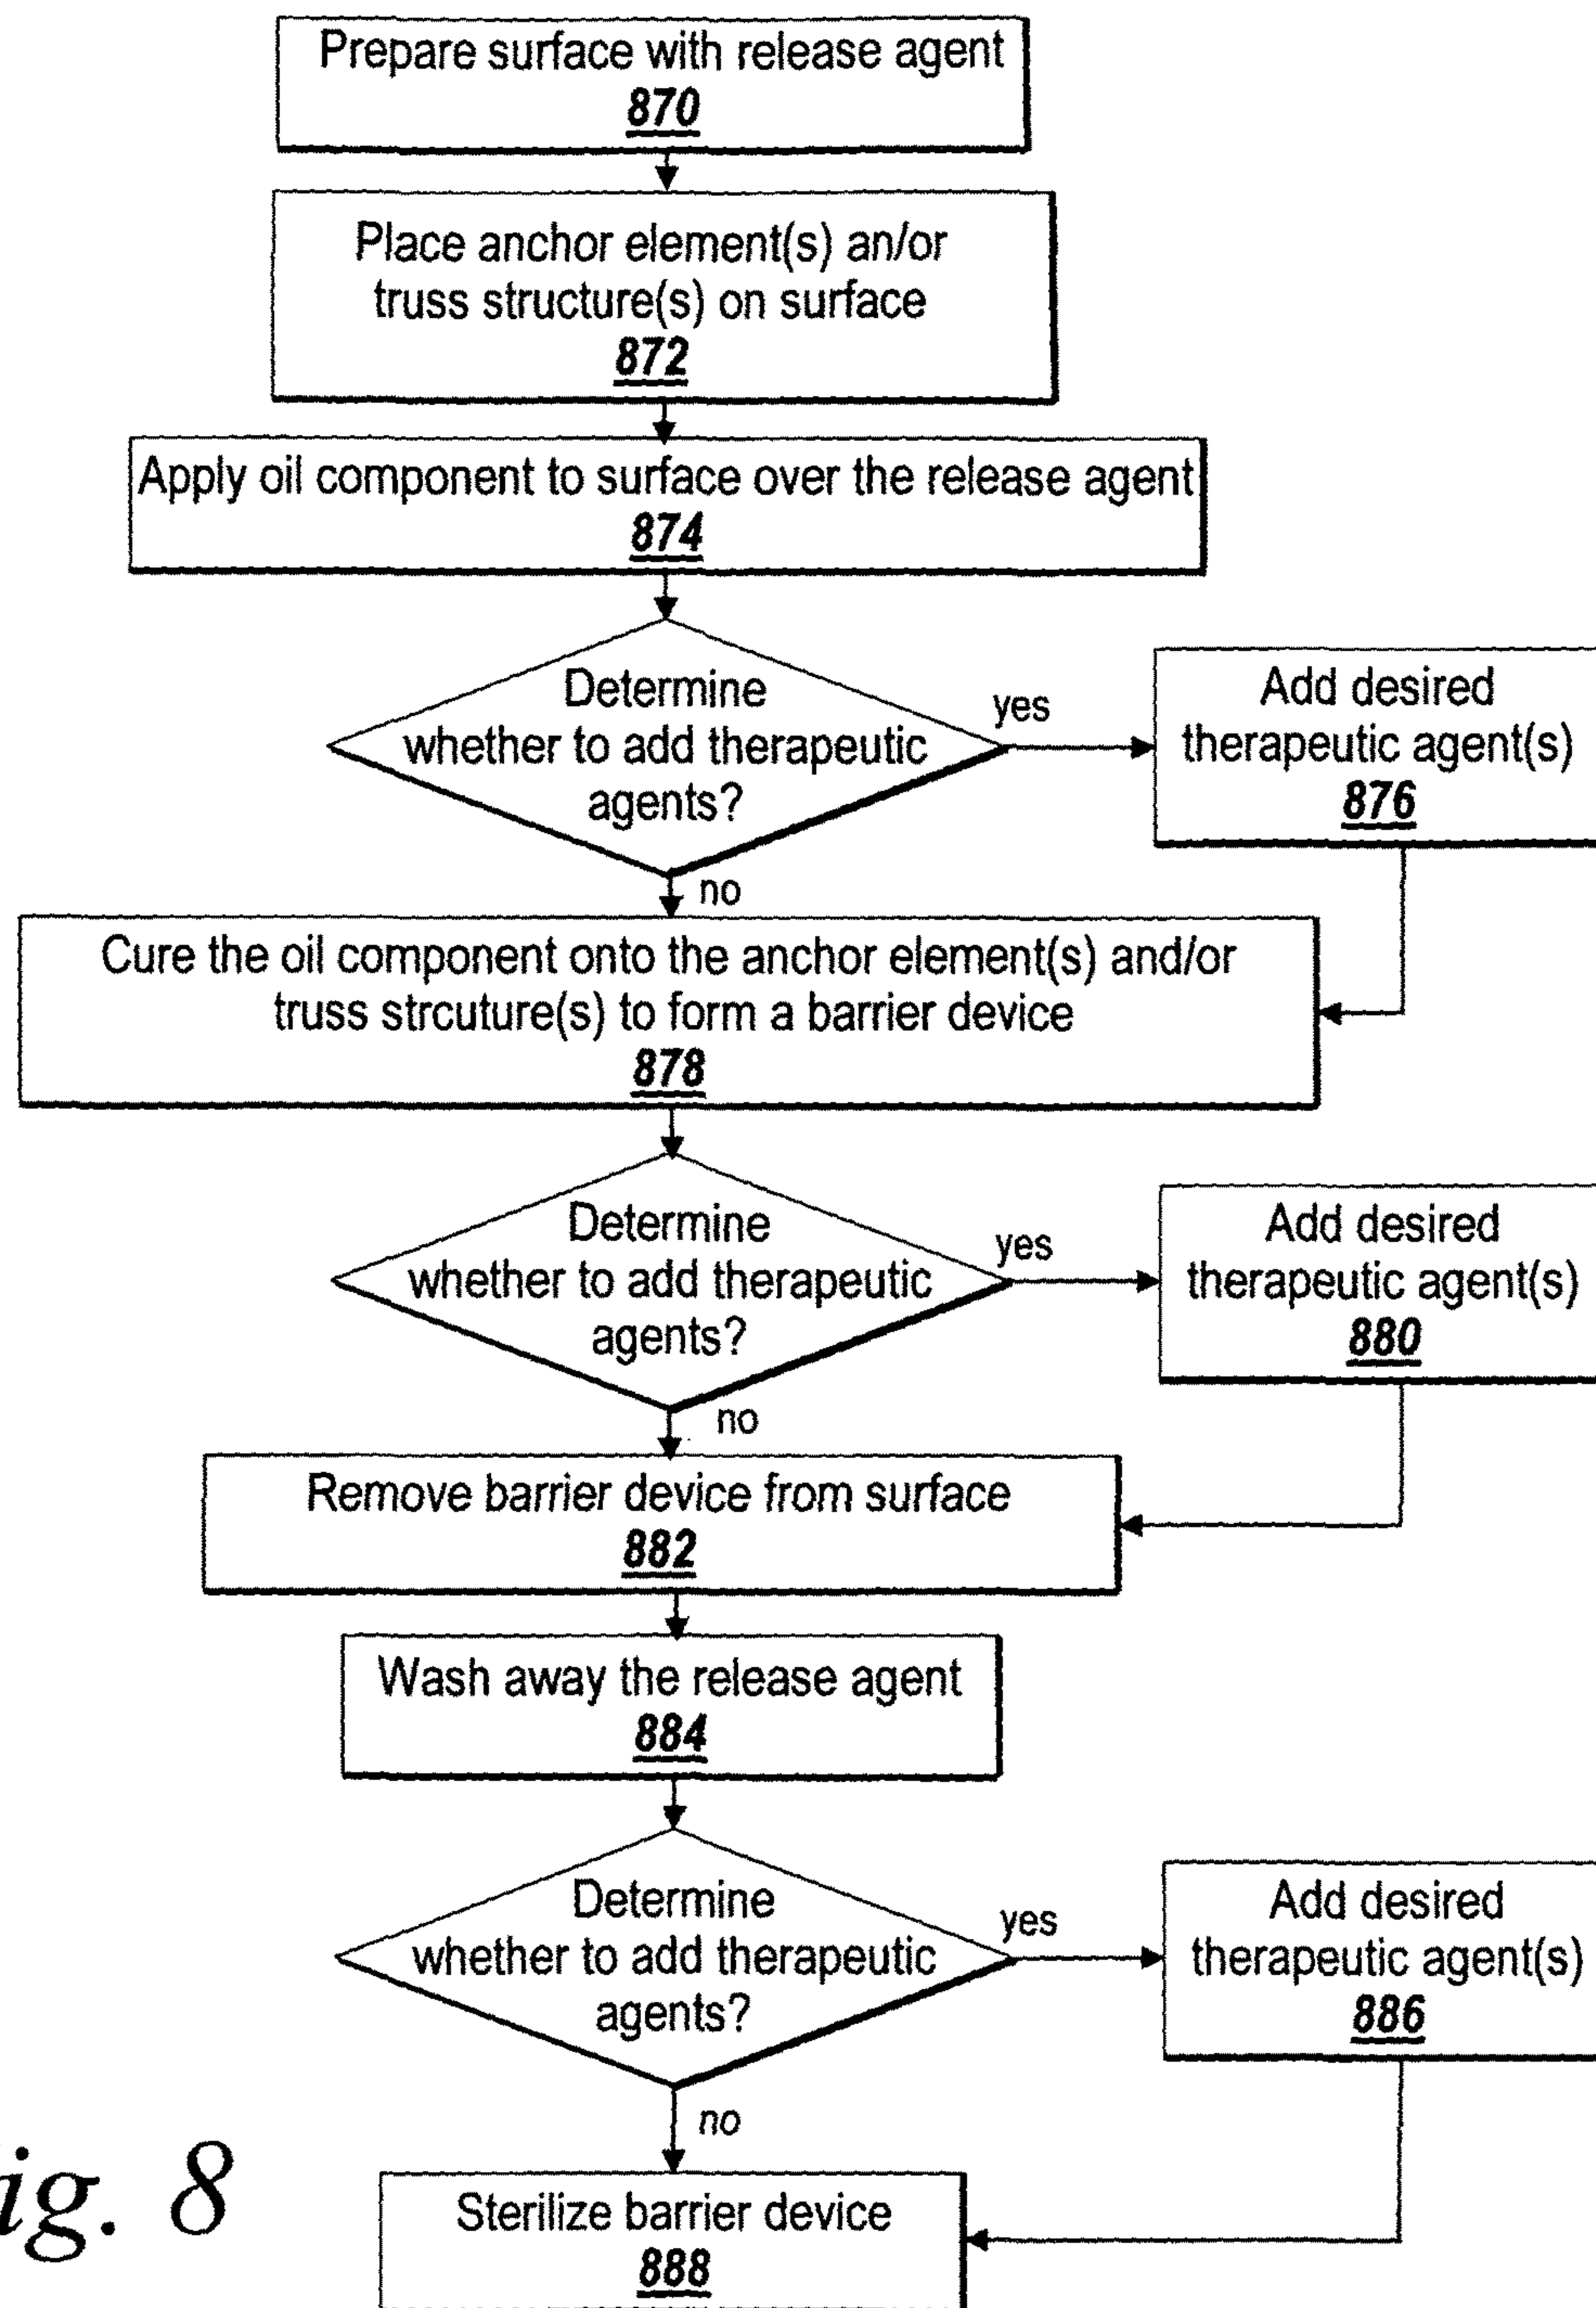 Prepare surface with release agent
870
Place anchor element(s) an/or
truss structure(s) on surface
872
Apply oil component to surface over the release agent
874
Determine
whether to add therapeutic
agents?
yes
Add desired
therapeutic agent(s)
876
no
Cure the oil component onto the anchor element(s) and/or
truss strcuture(s) to form a barrier device
878
Determine
whether to add therapeutic
agents?
yes
Add desired
therapeutic agent(s)
880
no
Remove barrier device from surface
882
Wash away the release agent
884
Determine
whether to add therapeutic
agents?
yes
Add desired
therapeutic agent(s)
886
no
Sterilize barrier device
888
ig. 8